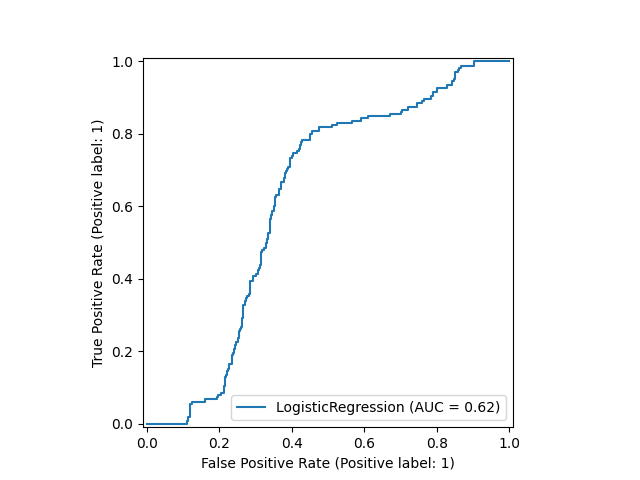 1.0
0.8
0.6
0.4
0.2
0.0
True Positive Rate (Positive label: 1)
LogisticRegression (AUC = 0.62)
0.0 0.2 0.4 0.6 0.8 1.0
False Positive Rate (Positive label: 1)